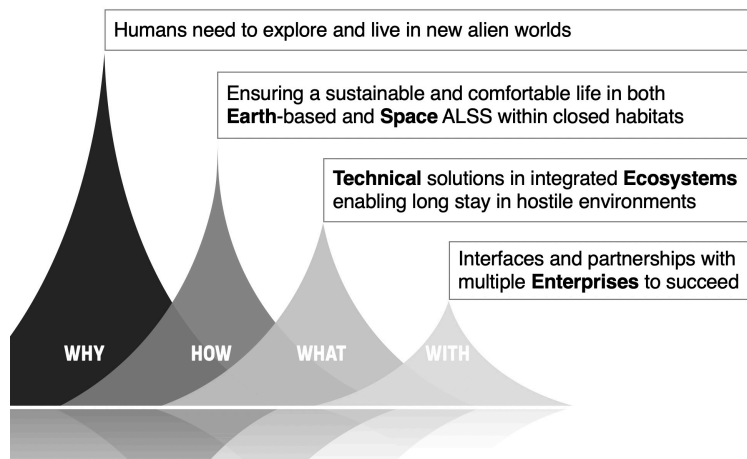 Humans need to explore and live in new alien worlds
Ensuring a sustainable and comfortable life in both
Earth-based and Space ALSS within closed habitats
Technical solutions in integrated Ecosystems
enabling long stay in hostile environments
Interfaces and partnerships with
multiple Enterprises to succeed
WHY
HOW
WHAT
WITH